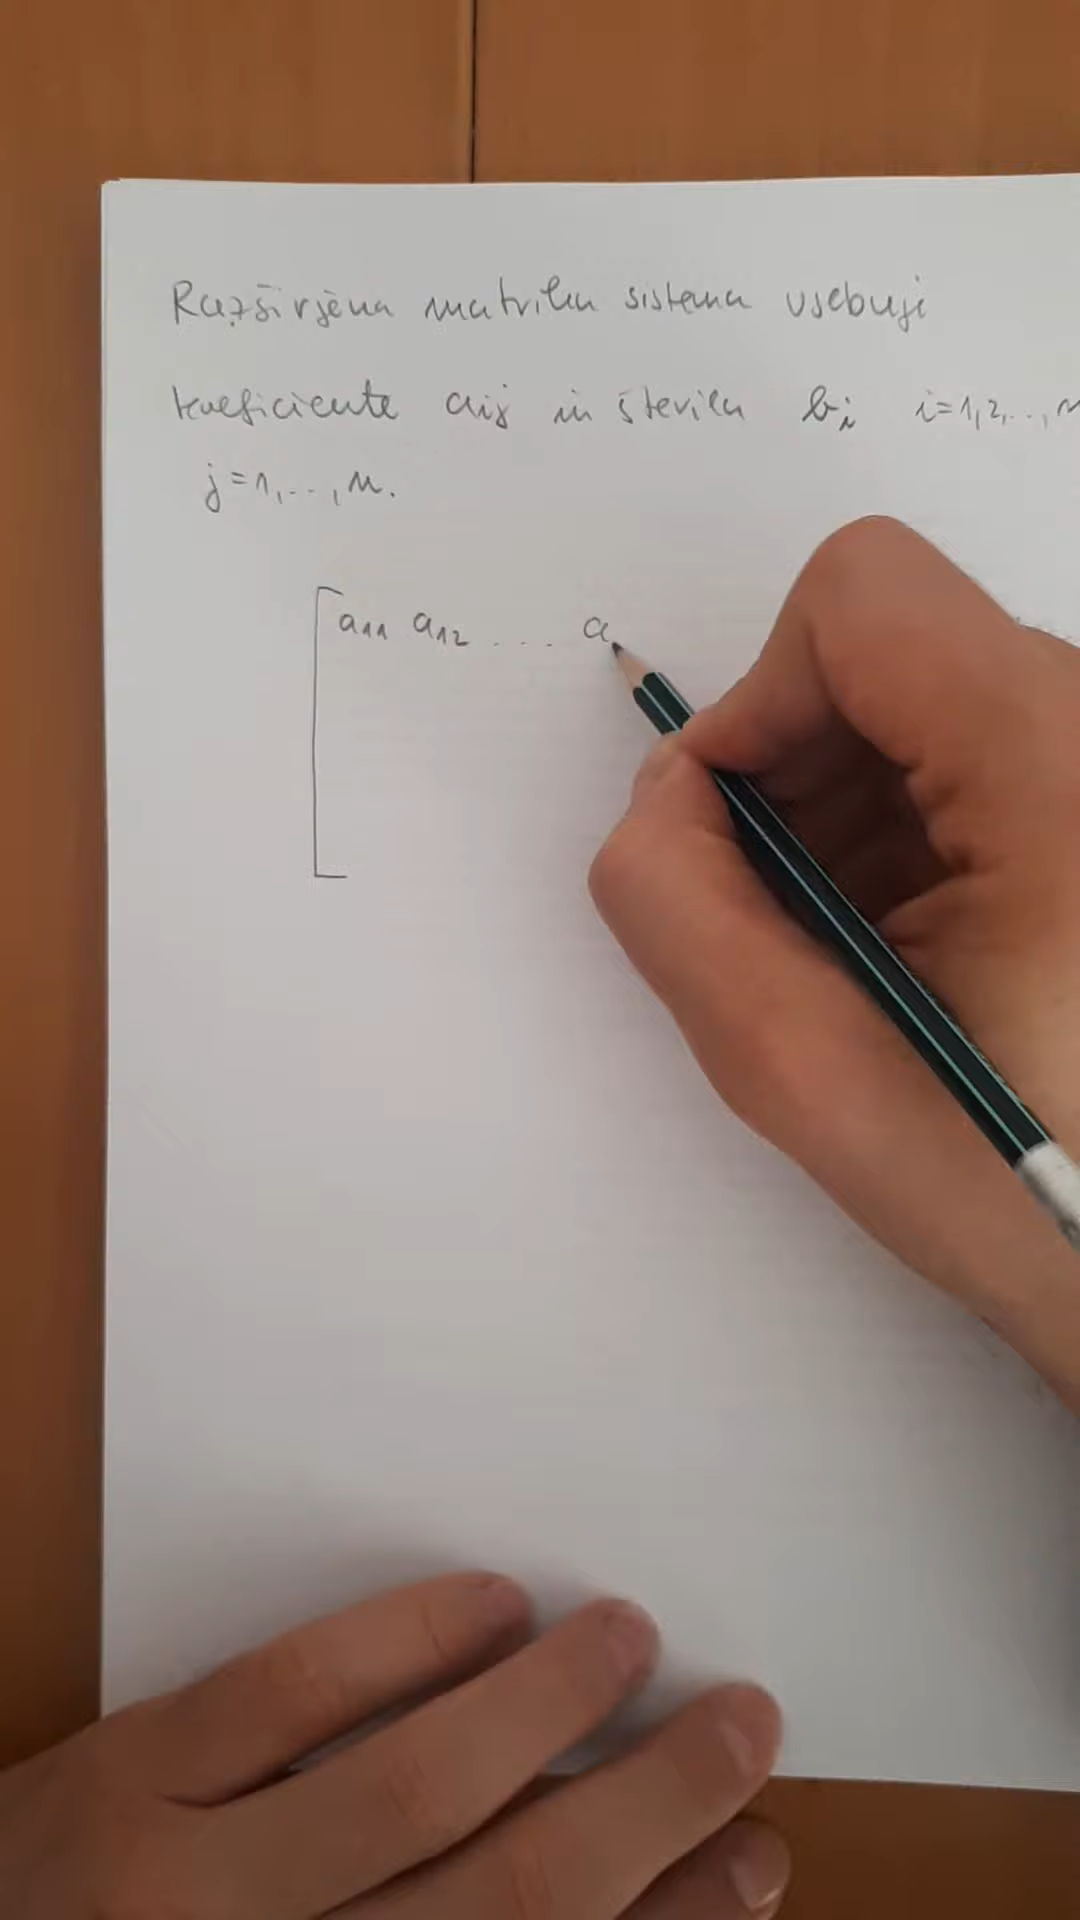 Razširjena matrika sistema vsebuje
koeficiente aij in števila bi i=1,2,...,m
j=1,...,n.
[a11 a12 ... a